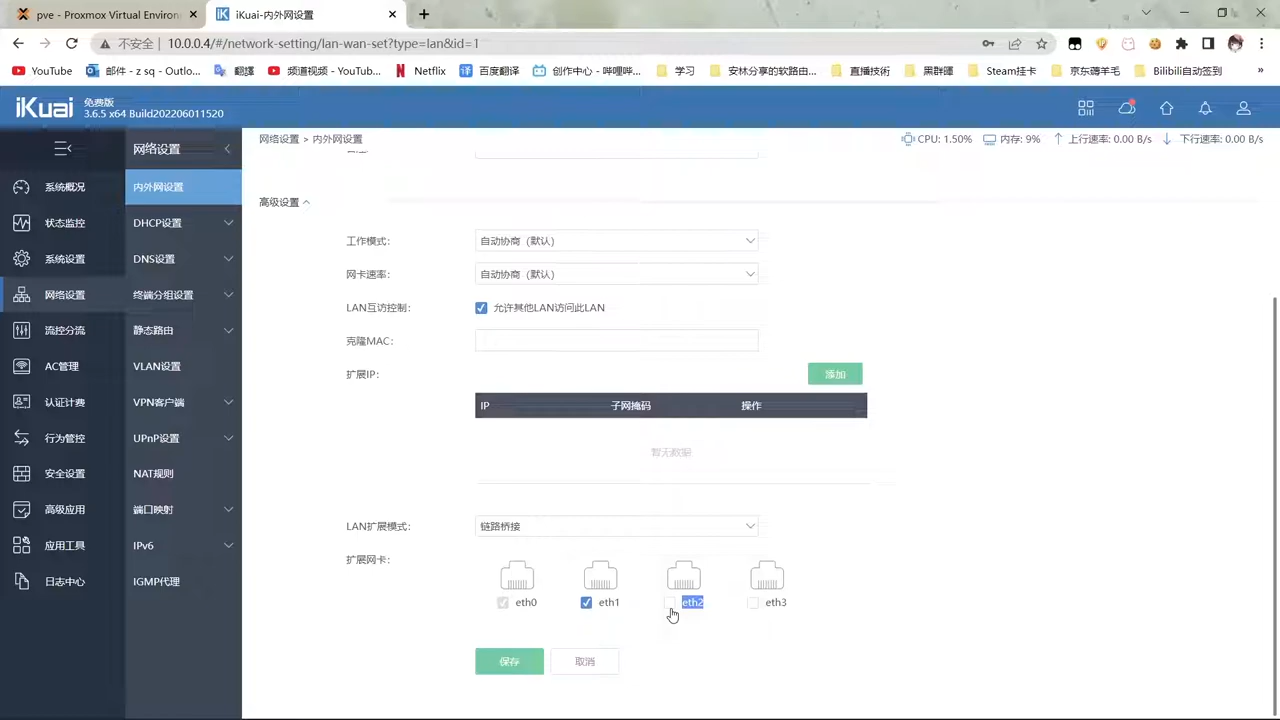 pve - Proxmox Virtual Environ
iKuai-内外网设置
不安全
10.0.0.4/#/network-setting/lan-wan-set?type=lan&id=1
YouTube
邮件 - z sq - Outlo...
翻譯
频道视频 - YouTub...
Netflix
百度翻译
创作中心 - 哔哩哔...
学习
安林分享的软路由...
直播技術
黑群暉
Steam挂卡
京东薅羊毛
Bilibili自动签到
»
iKuai
免费版
3.6.5 x64 Build202206011520
网络设置
网络设置 > 内外网设置
CPU: 1.50%
内存: 9%
上行速率: 0.00 B/s
下行速率: 0.00 B/s
系统概况
状态监控
系统设置
网络设置
流控分流
AC管理
认证计费
行为管控
安全设置
高级应用
应用工具
日志中心
内外网设置
DHCP设置
DNS设置
终端分组设置
静态路由
VLAN设置
VPN客户端
UPnP设置
NAT规则
端口映射
IPv6
IGMP代理
高级设置
工作模式: 自动协商（默认）
网卡速率: 自动协商（默认）
LAN互访控制: 允许其他LAN访问此LAN
克隆MAC:
扩展IP: 添加
IP 子网掩码 操作
暂无数据
LAN扩展模式: 链路桥接
扩展网卡:
eth0 eth1 eth2 eth3
保存 取消